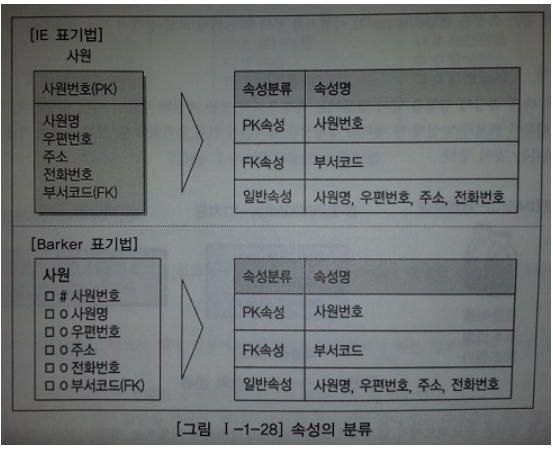 [IE 표기법]
사원
사원번호(PK)
사원명
우편번호
주소
전화번호
부서코드(FK)
속성분류 속성명
PK속성 사원번호
FK속성 부서코드
일반속성 사원명, 우편번호, 주소, 전화번호
[Barker 표기법]
사원
□ # 사원번호
□ o 사원명
□ o 우편번호
□ o 주소
□ o 전화번호
□ o 부서코드(FK)
속성분류 속성명
PK속성 사원번호
FK속성 부서코드
일반속성 사원명, 우편번호, 주소, 전화번호
[그림 Ⅰ-1-28] 속성의 분류